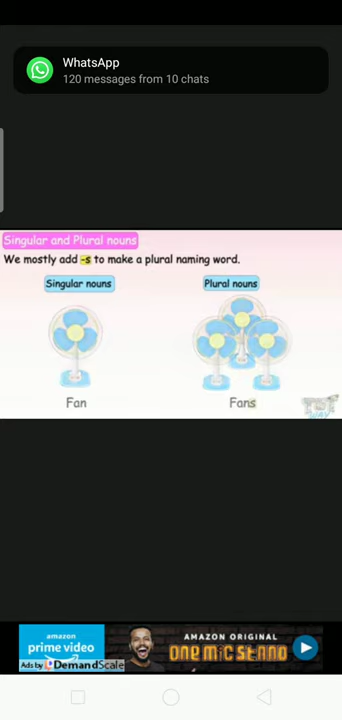 WhatsApp
120 messages from 10 chats
Singular and Plural nouns
We mostly add -s to make a plural naming word.
Singular nouns
Plural nouns
Fan
Fans
WAY
amazon
prime video
Ads by DemandScale
AMAZON ORIGINAL
ONE MIC STAND